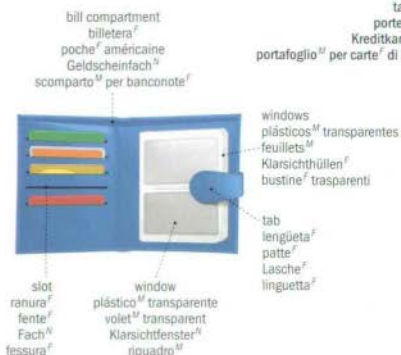 bill compartment
billetera F
poche F américaine
Geldscheinfach N
scomparto M per banconote F
ta
porte
Kreditkar
portafoglio M per carte F di
windows
plásticos M transparentes
feuillets M
Klarsichthüllen F
bustine F trasparenti
tab
lengüeta F
patte F
Lasche F
linguetta F
slot
ranura F
fente F
Fach N
fessura F
window
plástico M transparente
volet M transparent
Klarsichtfenster N
riquadro M